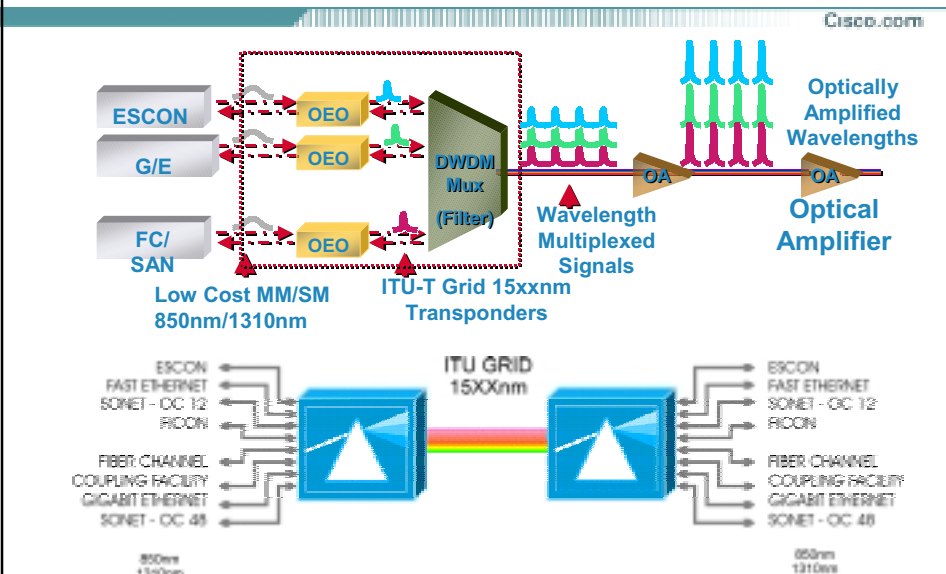 Cisco.com
ESCON
OEO
G/E
OEO
FC/
SAN
OEO
DWDM
Mux
(Filter)
OA
OA
Optically
Amplified
Wavelengths
Optical
Amplifier
Wavelength
Multiplexed
Signals
Low Cost MM/SM
850nm/1310nm
ITU-T Grid 15xxnm
Transponders
ITU GRID
15XXnm
ESCON
FAST ETHERNET
SONET - OC 12
FICON
FIBER CHANNEL
COUPLING FACILITY
GIGABIT ETHERNET
SONET - OC 48
850nm
1310nm
ESCON
FAST ETHERNET
SONET - OC 12
FICON
FIBER CHANNEL
COUPLING FACILITY
GIGABIT ETHERNET
SONET - OC 48
850nm
1310nm